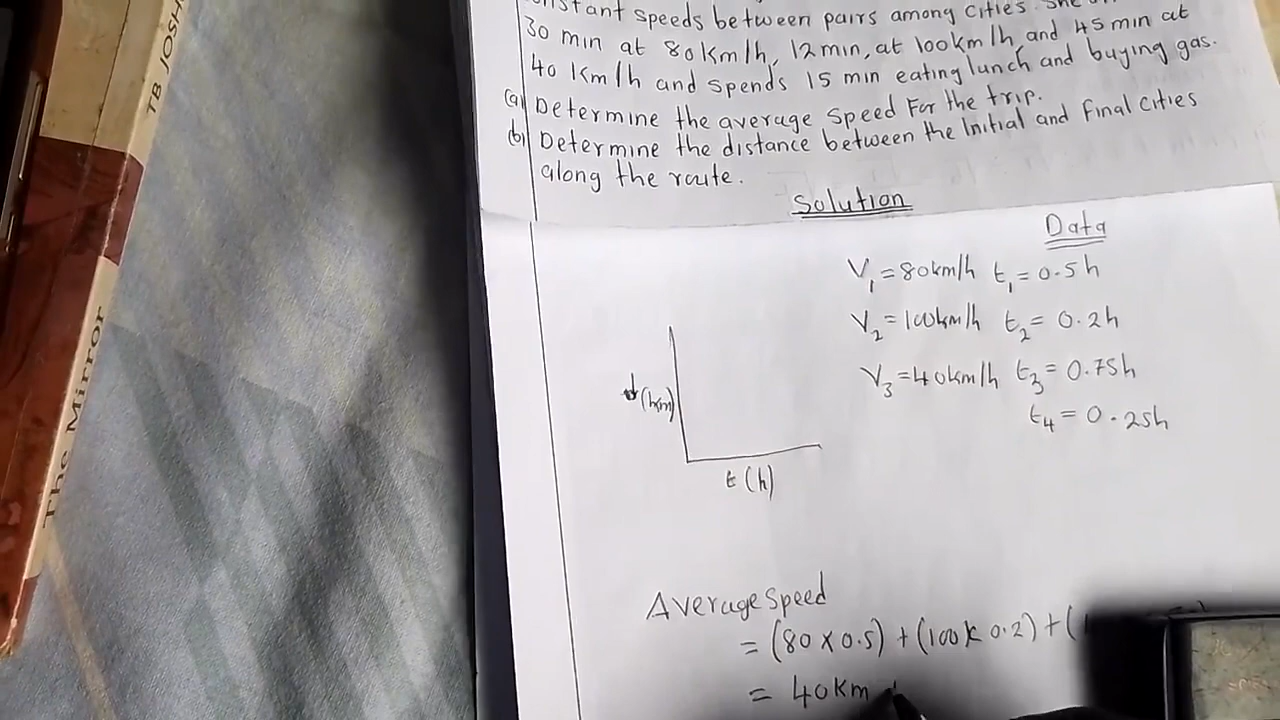 TB JOSH
The Mirror
stant speeds between pairs among cities. She
30 min at 80km/h, 12min, at 100km/h, and 45min at
40 km/h and spends 15 min eating lunch and buying gas.
(a) Determine the average speed for the trip.
(b) Determine the distance between the Initial and final cities
along the route.
Solution
Data
V₁=80km/h t₁=0.5h
V₂=100km/h t₂=0.2h
V₃=40km/h t₃=0.75h
t₄=0.25h
d(km)
t(h)
Average speed
=(80×0.5)+(100×0.2)+(
= 40km